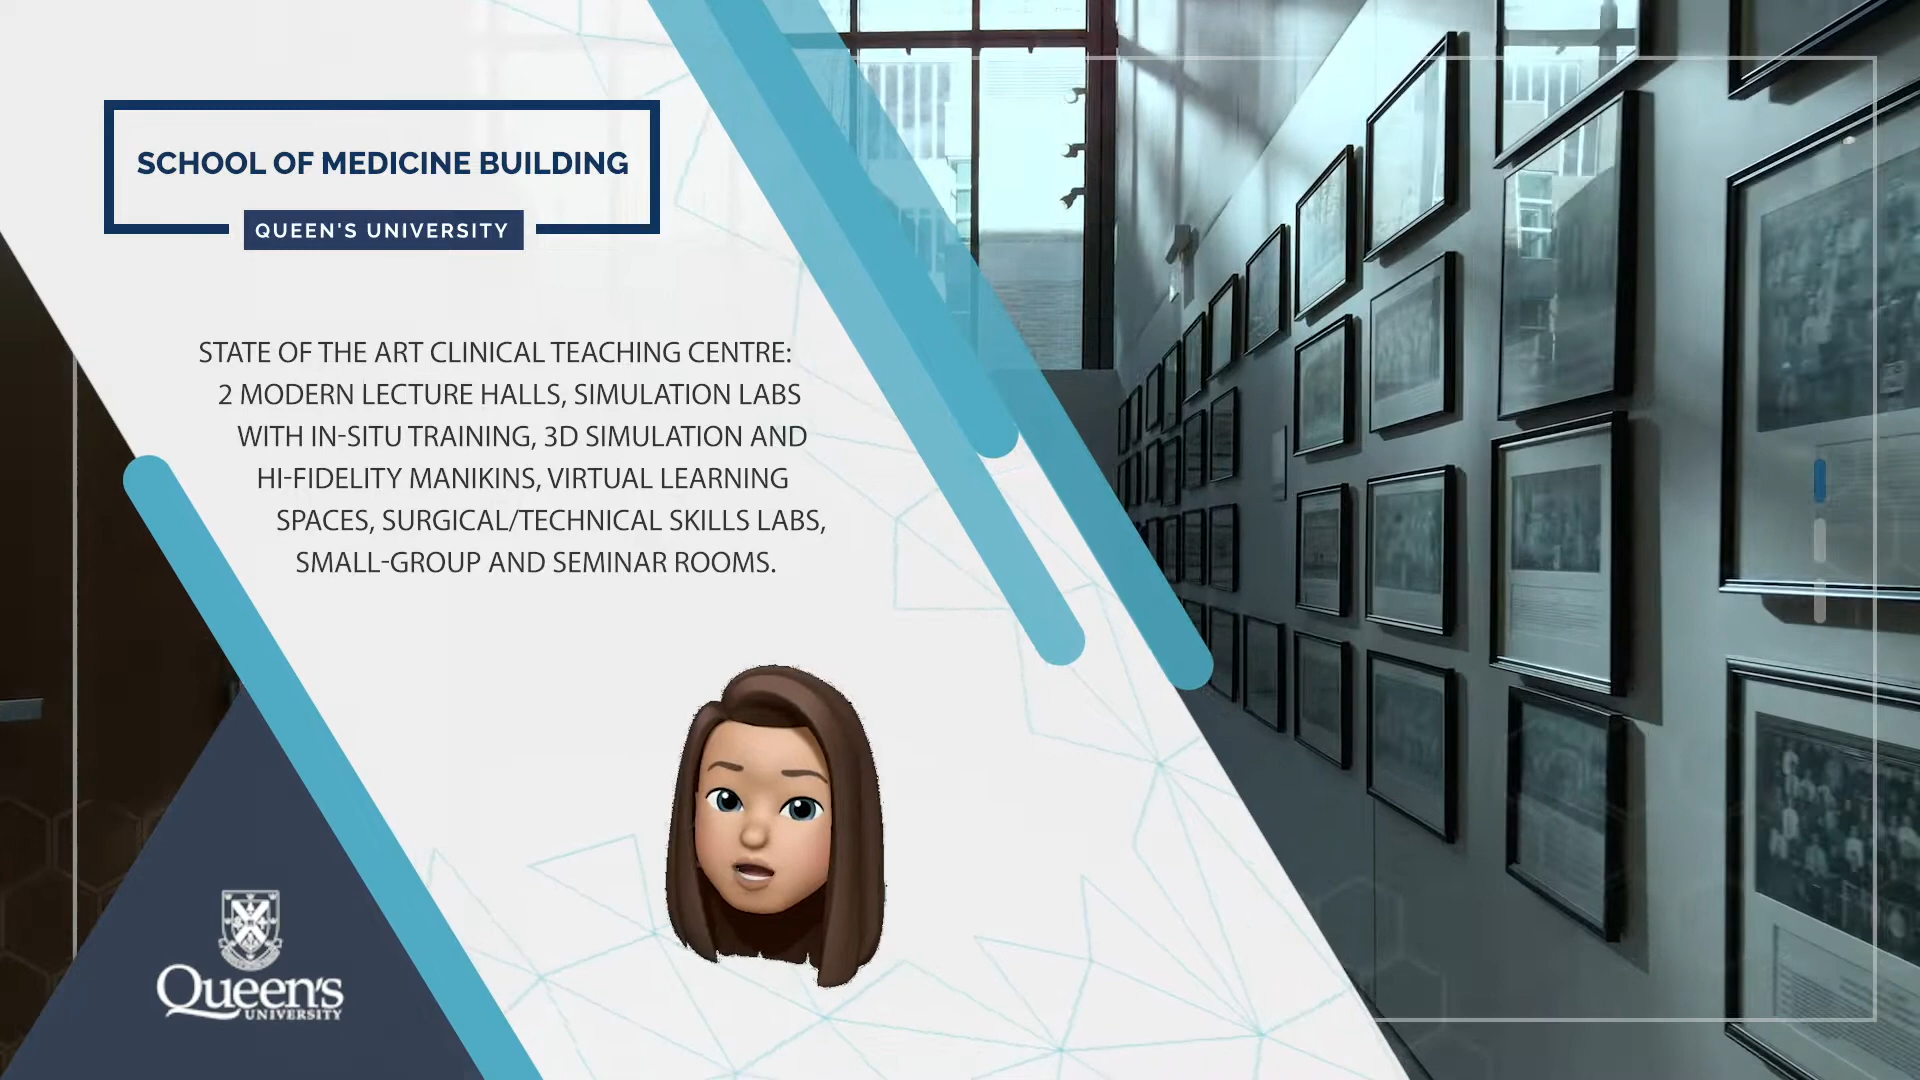 SCHOOL OF MEDICINE BUILDING
QUEEN'S UNIVERSITY
STATE OF THE ART CLINICAL TEACHING CENTRE:
2 MODERN LECTURE HALLS, SIMULATION LABS
WITH IN-SITU TRAINING, 3D SIMULATION AND
HI-FIDELITY MANIKINS, VIRTUAL LEARNING
SPACES, SURGICAL/TECHNICAL SKILLS LABS,
SMALL-GROUP AND SEMINAR ROOMS.
Queen's
UNIVERSITY